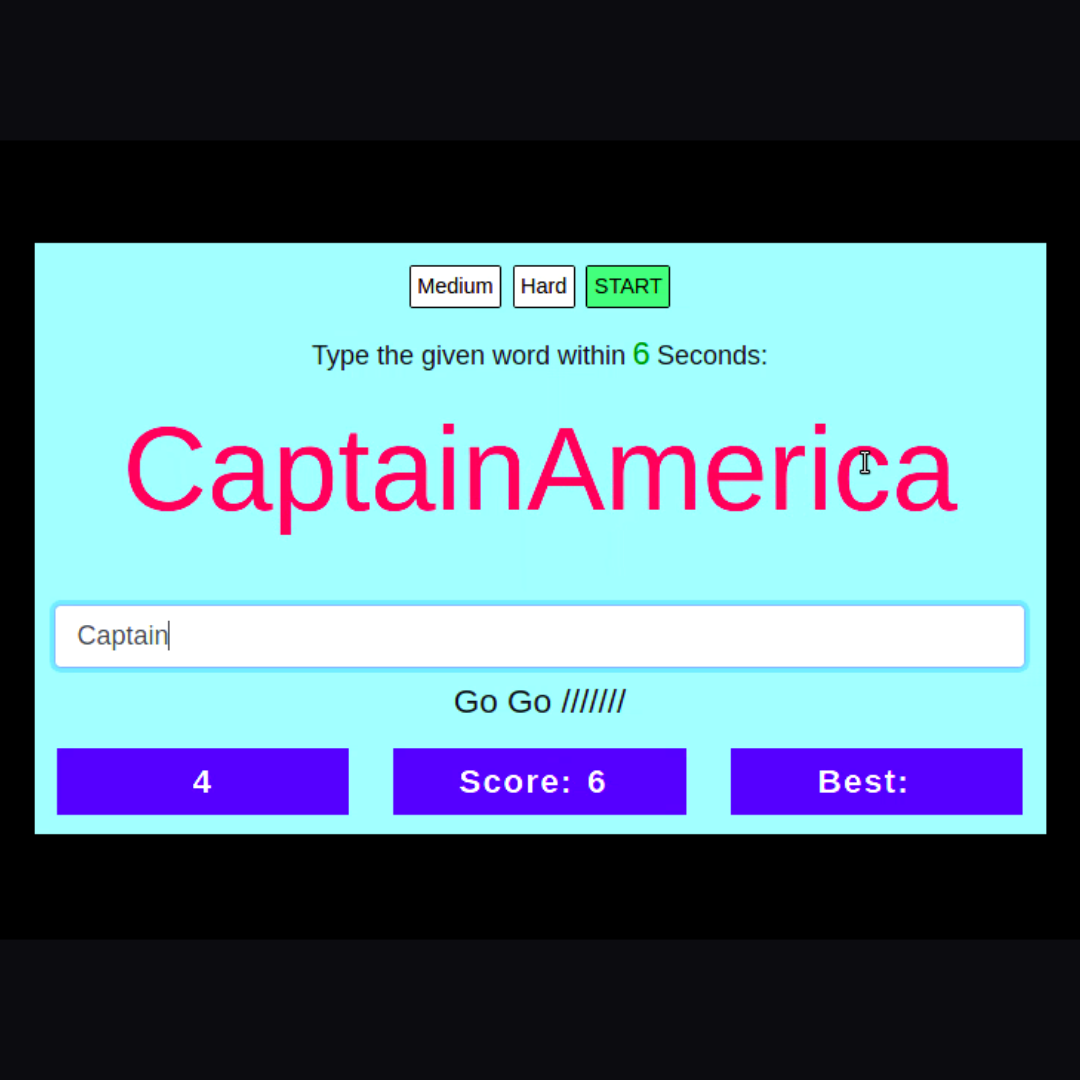 Medium Hard START
Type the given word within 6 Seconds:
CaptainAmerica
Captain
Go Go ///////
4 Score: 6 Best: